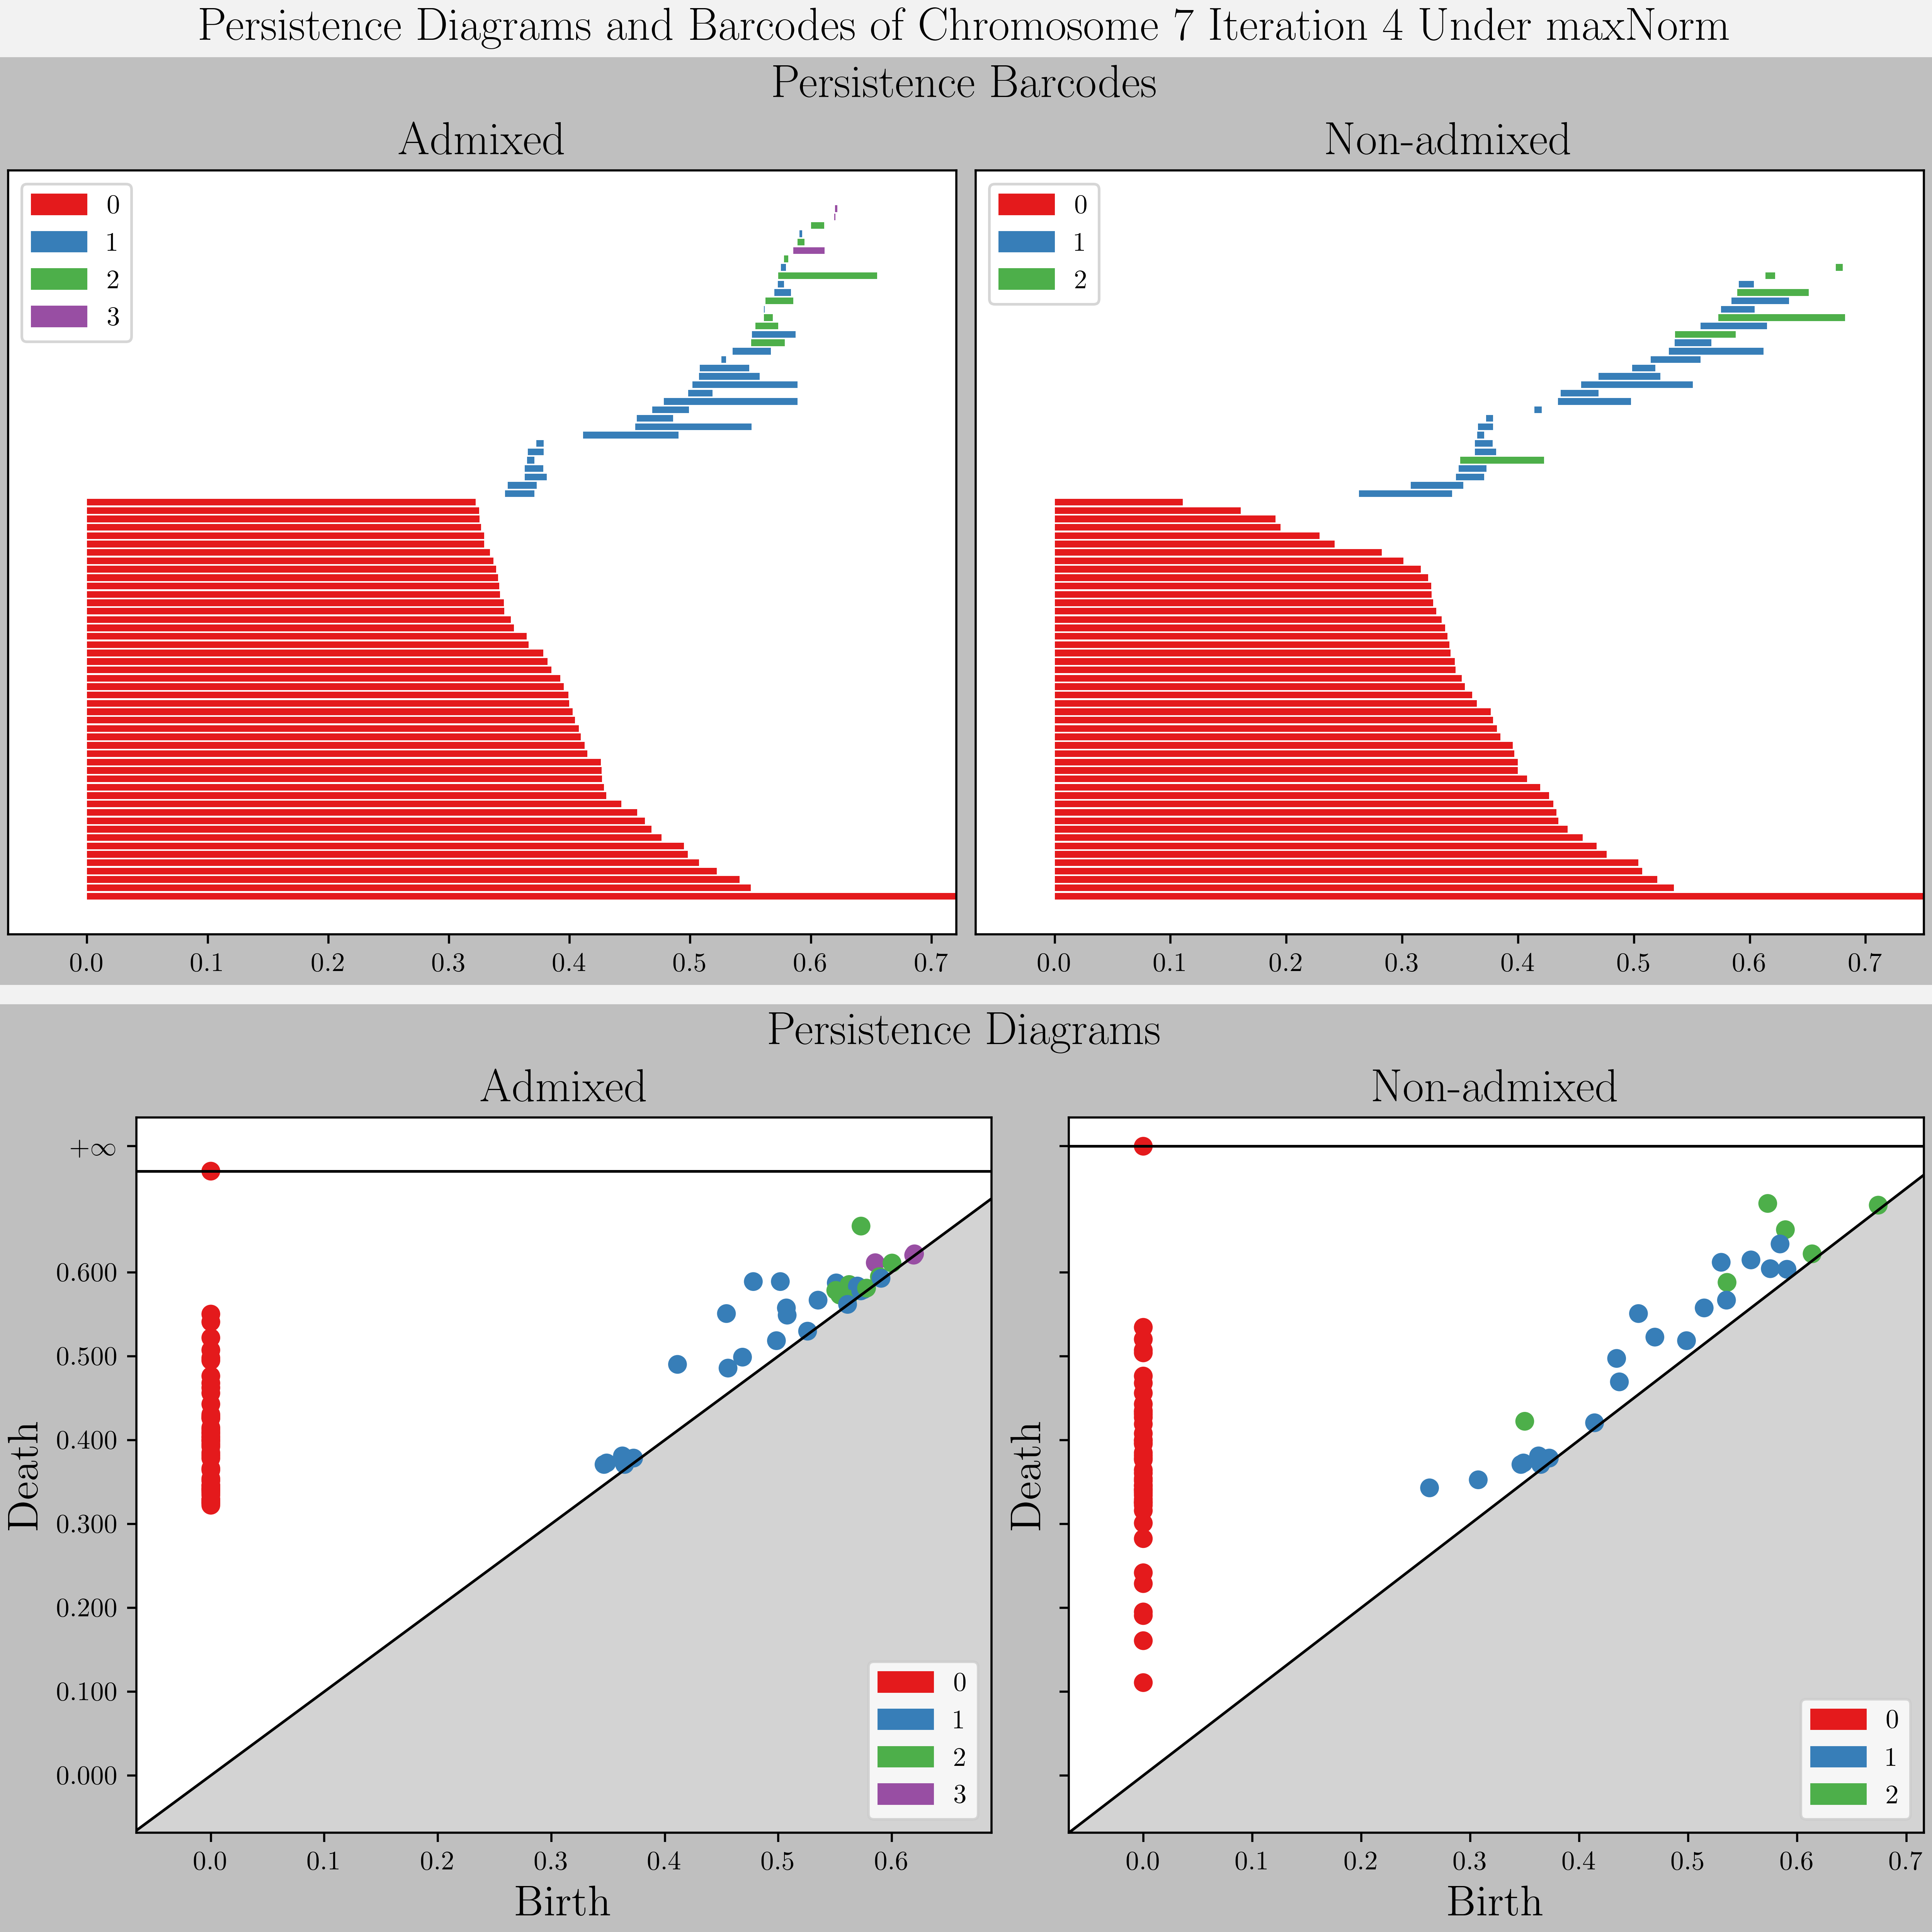 Persistence Diagrams and Barcodes of Chromosome 7 Iteration 4 Under maxNorm
Persistence Barcodes
Admixed
0
1
2
3
0.0 0.1 0.2 0.3 0.4 0.5 0.6 0.7
Non-admixed
0
1
2
0.0 0.1 0.2 0.3 0.4 0.5 0.6 0.7
Persistence Diagrams
Admixed
Death
+∞
0.600
0.500
0.400
0.300
0.200
0.100
0.000
0
1
2
3
0.0 0.1 0.2 0.3 0.4 0.5 0.6
Birth
Non-admixed
Death
0
1
2
0.0 0.1 0.2 0.3 0.4 0.5 0.6 0.7
Birth